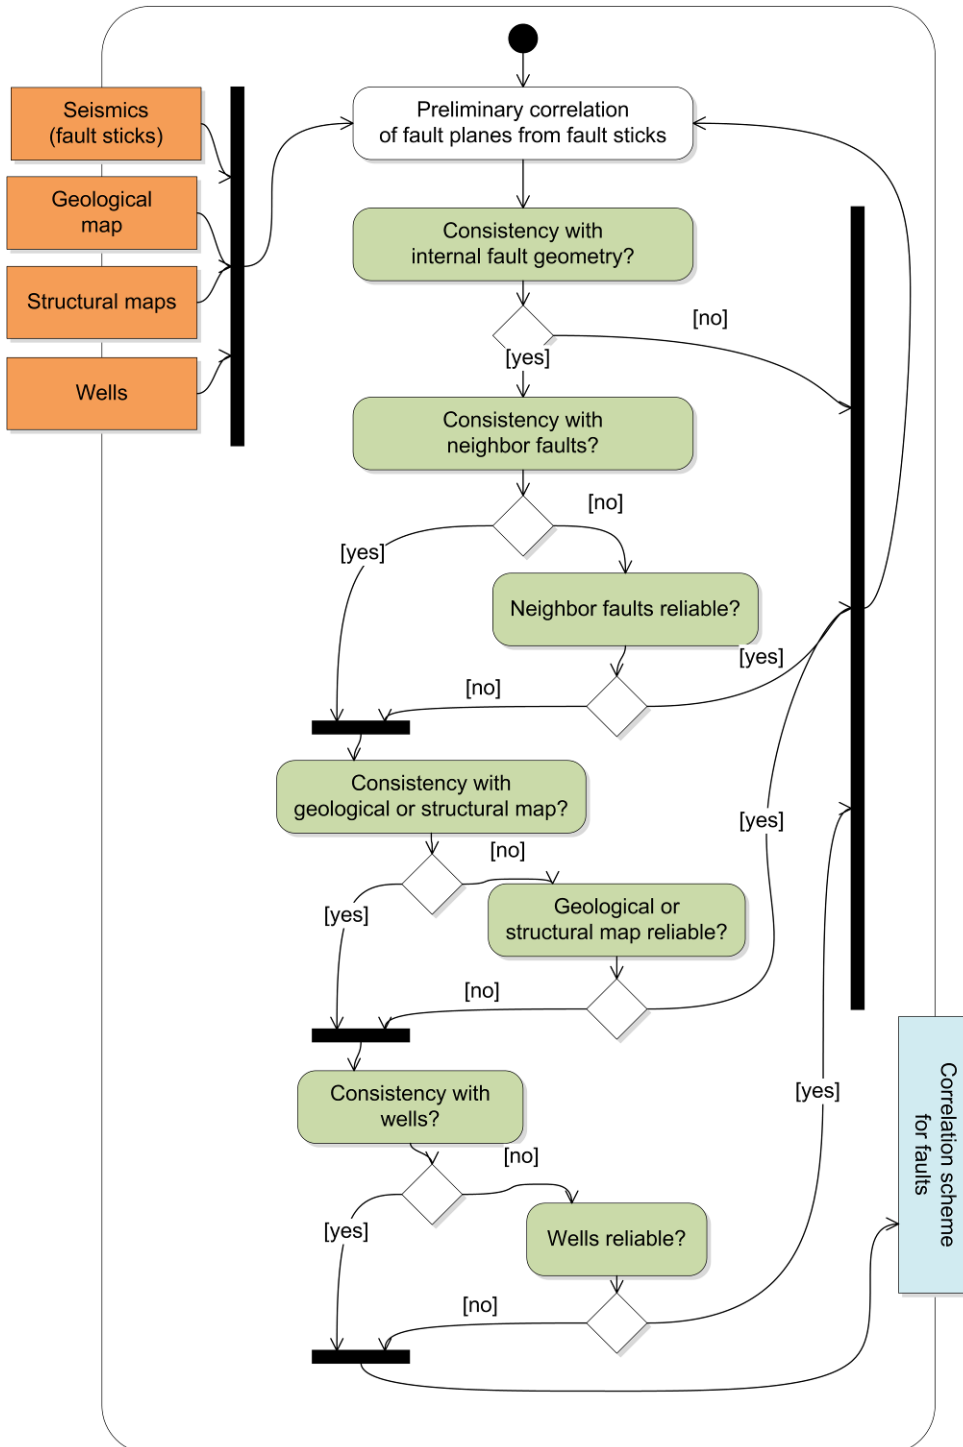 Seismics
(fault sticks)
Geological
map
Structural maps
Wells
Preliminary correlation
of fault planes from fault sticks
Consistency with
internal fault geometry?
[no]
[yes]
Consistency with
neighbor faults?
[no]
[yes]
Neighbor faults reliable?
[yes]
[no]
Consistency with
geological or structural map?
[yes]
[no]
[yes]
Geological or
structural map reliable?
[no]
Consistency with
wells?
[yes]
[no]
[yes]
Wells reliable?
[no]
Correlation scheme
for faults